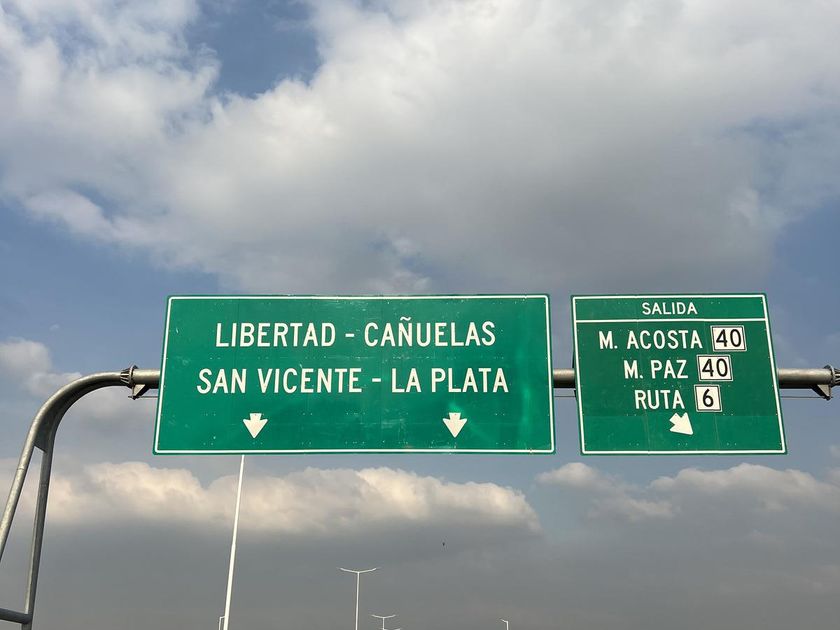 LIBERTAD - CAÑUELAS
SAN VICENTE - LA PLATA
SALIDA
M. ACOSTA 40
M. PAZ 40
RUTA 6